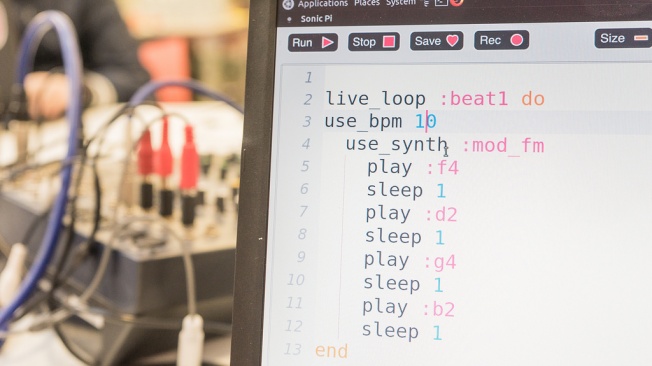 Applications Places System
Sonic Pi
Run Stop Save Rec Size
1
2 live_loop :beat1 do
3 use_bpm 10
4 use_synth :mod_fm
5 play :f4
6 sleep 1
7 play :d2
8 sleep 1
9 play :g4
10 sleep 1
11 play :b2
12 sleep 1
13 end